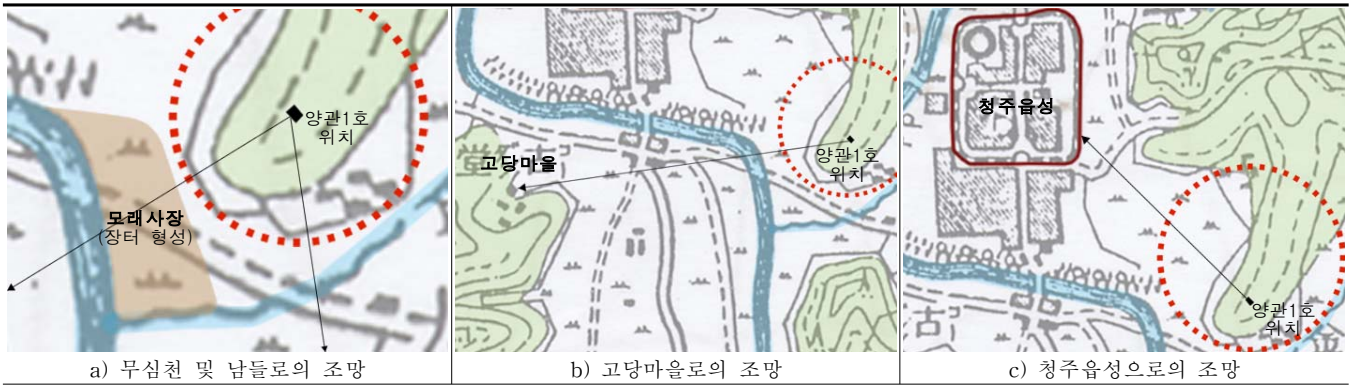 양관1호
위치
모래사장
(장터 형성)
a) 무심천 및 남들로의 조망
堂
고당마을
양관1호
위치
b) 고당마을로의 조망
청주읍성
양관1호
위치
古
c) 청주읍성으로의 조망